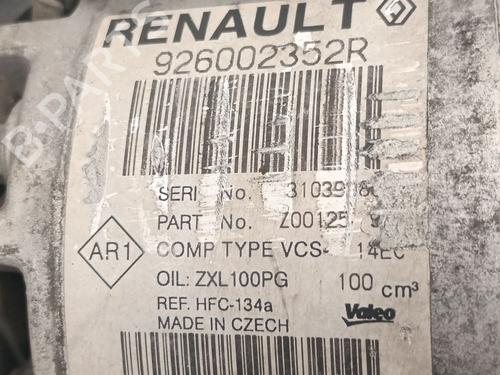 RENAULT
926002352R
SERI No.
PART No. Z00125
AR1
COMP TYPE VCS- 14EC
OIL: ZXL100PG 100 cm³
REF. HFC-134a
MADE IN CZECH
Valeo
B-PARTS